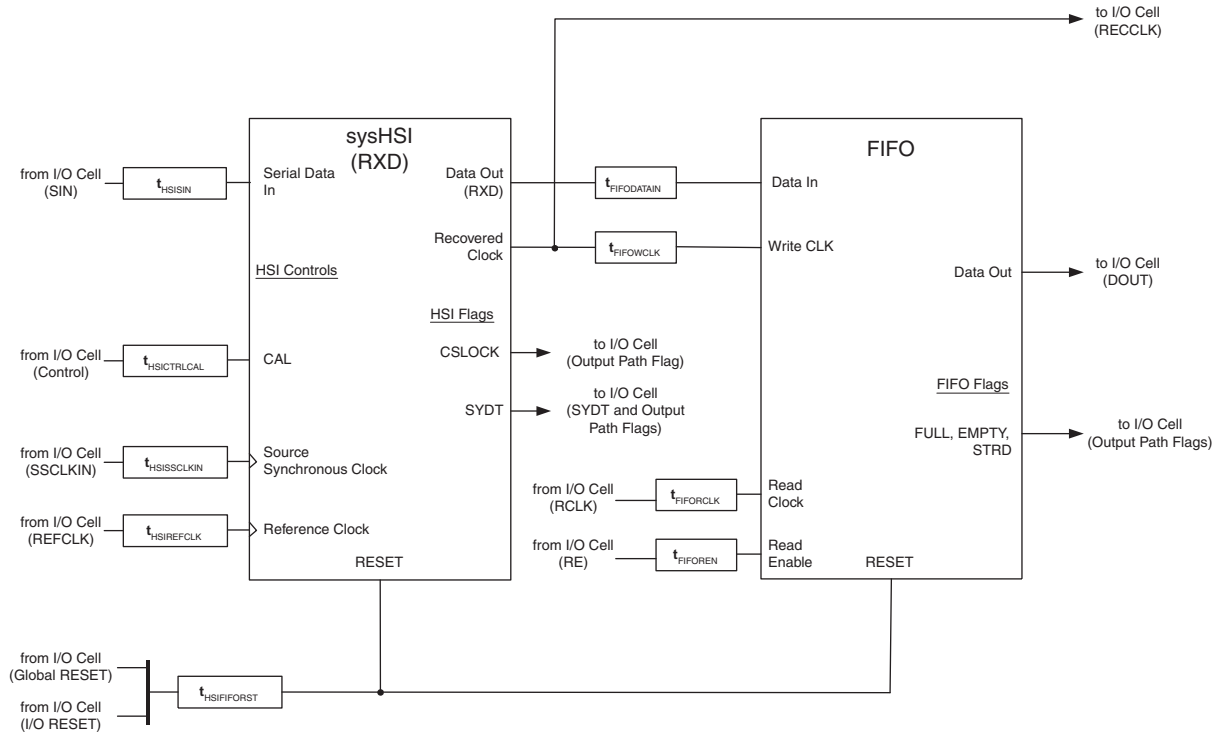 to I/O Cell
(RECCLK)
sysHSI
(RXD)
FIFO
from I/O Cell
(SIN)
tHSISIN
Serial Data
In
Data Out
(RXD)
tFIFODATAIN
Data In
Recovered
Clock
tFIFOWCLK
Write CLK
HSI Controls
Data Out
to I/O Cell
(DOUT)
HSI Flags
from I/O Cell
(Control)
tHSICTRLCAL
CAL
CSLOCK
to I/O Cell
(Output Path Flag)
SYDT
to I/O Cell
(SYDT and Output
Path Flags)
FIFO Flags
FULL, EMPTY,
STRD
to I/O Cell
(Output Path Flags)
from I/O Cell
(SSCLKIN)
tHSISSCLKIN
Source
Synchronous Clock
from I/O Cell
(RCLK)
tFIFORCLK
Read
Clock
from I/O Cell
(REFCLK)
tHSIREFCLK
Reference Clock
from I/O Cell
(RE)
tFIFOREN
Read
Enable
RESET
RESET
from I/O Cell
(Global RESET)
tHSIFIFORST
from I/O Cell
(I/O RESET)